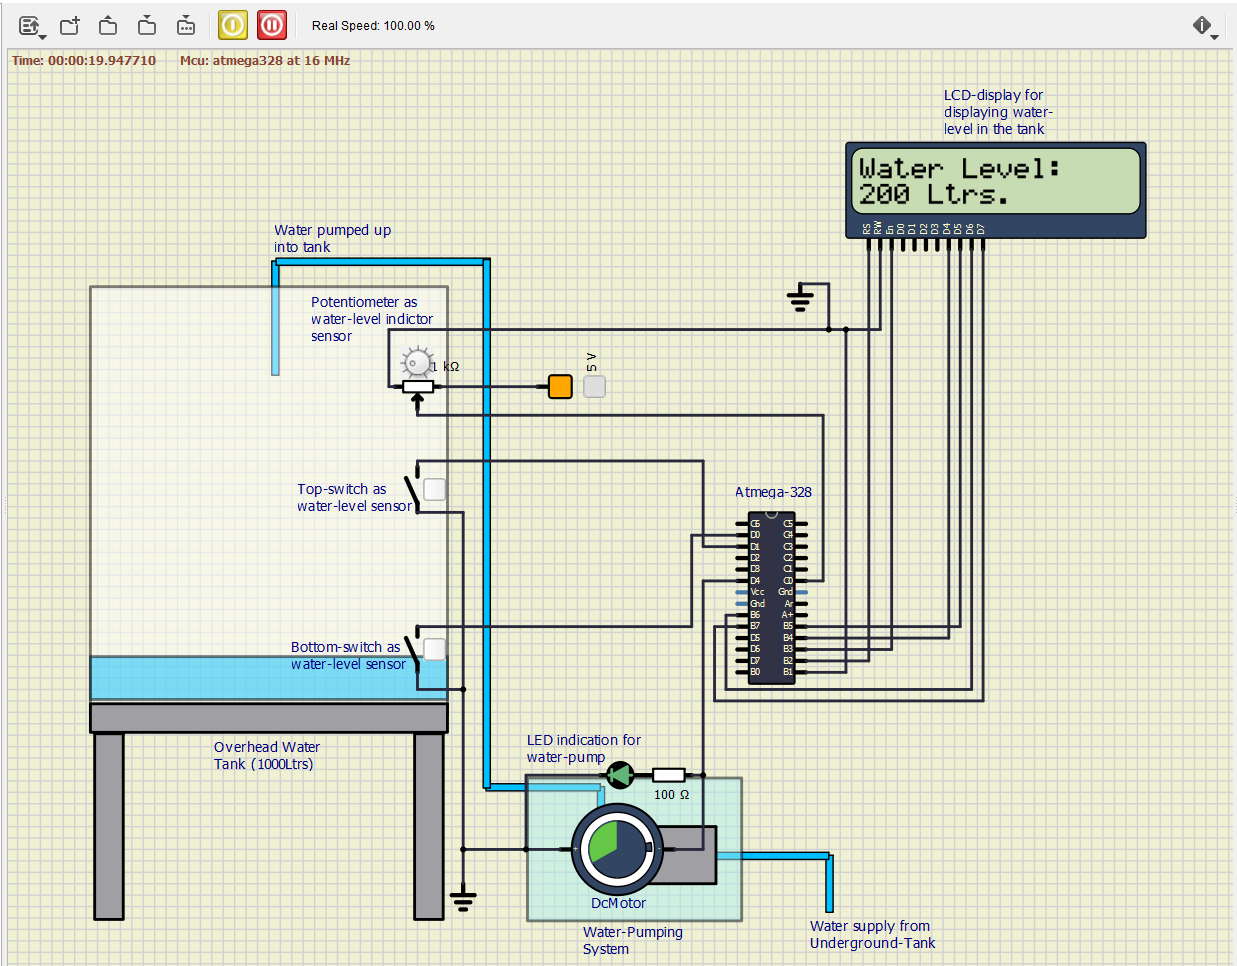 Real Speed: 100.00 %
Time: 00:00:19.947710 Mcu: atmega328 at 16 MHz
LCD-display for
displaying water-
level in the tank
Water Level:
200 Ltrs.
RS RW En D0 D1 D2 D3 D4 D5 D6 D7
Water pumped up
into tank
Potentiometer as
water-level indictor
sensor
1 kΩ
5 V
Top-switch as
water-level sensor
Atmega-328
C6 C5
D0 C4
D1 C3
D2 C2
D3 C1
D4 C0
Vcc Gnd
Gnd Ar
B6 A+
B7 B5
D5 B4
D6 B3
D7 B2
B0 B1
Bottom-switch as
water-level sensor
Overhead Water
Tank (1000Ltrs)
LED indication for
water-pump
100 Ω
+ -
DcMotor
Water-Pumping
System
Water supply from
Underground-Tank